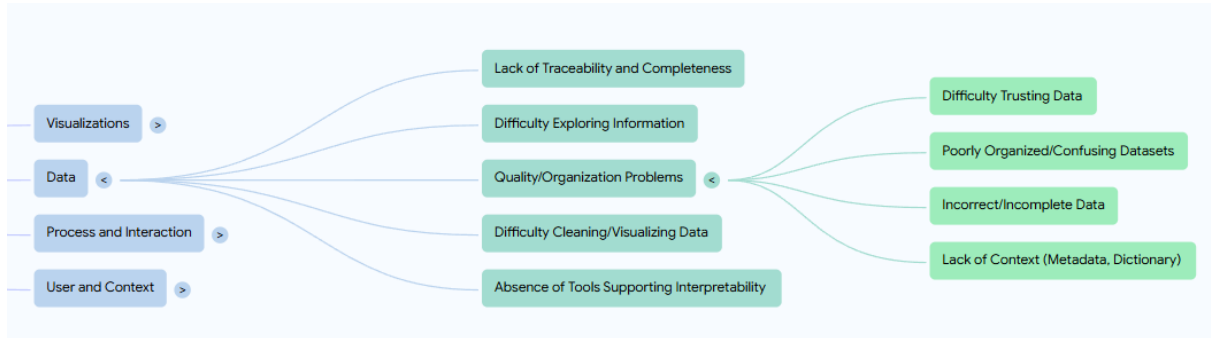 Visualizations >
Data <
Process and Interaction >
User and Context >
Lack of Traceability and Completeness
Difficulty Exploring Information
Quality/Organization Problems <
Difficulty Cleaning/Visualizing Data
Absence of Tools Supporting Interpretability
Difficulty Trusting Data
Poorly Organized/Confusing Datasets
Incorrect/Incomplete Data
Lack of Context (Metadata, Dictionary)